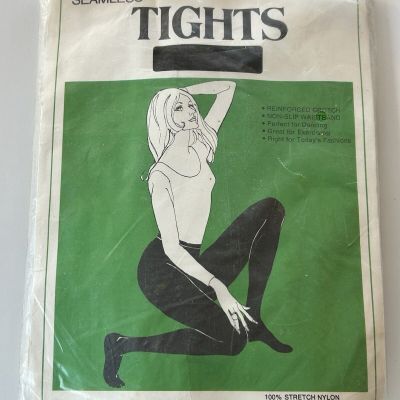 SEAMLESS
TIGHTS
• REINFORCED CROTCH
• NON-SLIP WAISTBAND
• Perfect for Dancing
• Great for Exercising
• Right for Today's Fashions
100% STRETCH NYLON